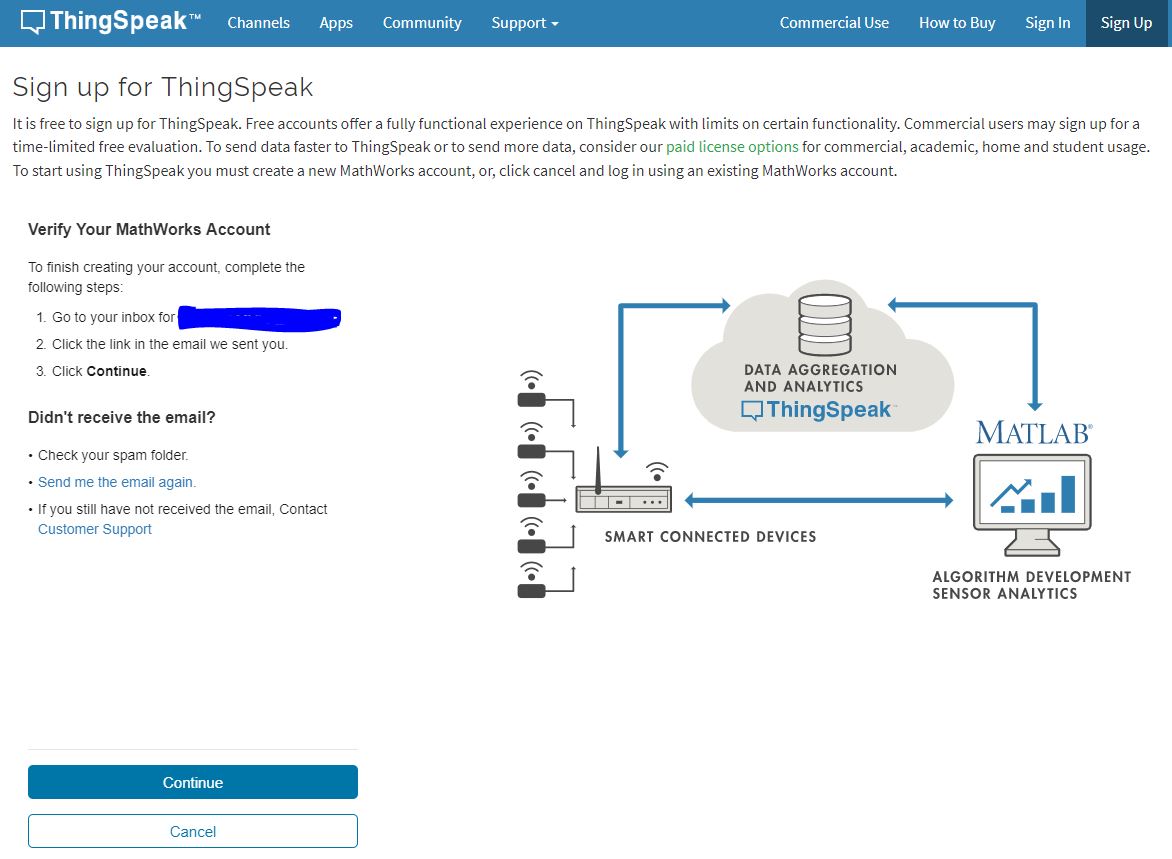 ThingSpeak™ Channels Apps Community Support Commercial Use How to Buy Sign In Sign Up
Sign up for ThingSpeak
It is free to sign up for ThingSpeak. Free accounts offer a fully functional experience on ThingSpeak with limits on certain functionality. Commercial users may sign up for a
time-limited free evaluation. To send data faster to ThingSpeak or to send more data, consider our paid license options for commercial, academic, home and student usage.
To start using ThingSpeak you must create a new MathWorks account, or, click cancel and log in using an existing MathWorks account.
Verify Your MathWorks Account
To finish creating your account, complete the
following steps:
1. Go to your inbox for
2. Click the link in the email we sent you.
3. Click Continue.
Didn't receive the email?
• Check your spam folder.
• Send me the email again.
• If you still have not received the email, Contact
Customer Support
DATA AGGREGATION
AND ANALYTICS
ThingSpeak™
MATLAB®
SMART CONNECTED DEVICES
ALGORITHM DEVELOPMENT
SENSOR ANALYTICS
Continue
Cancel